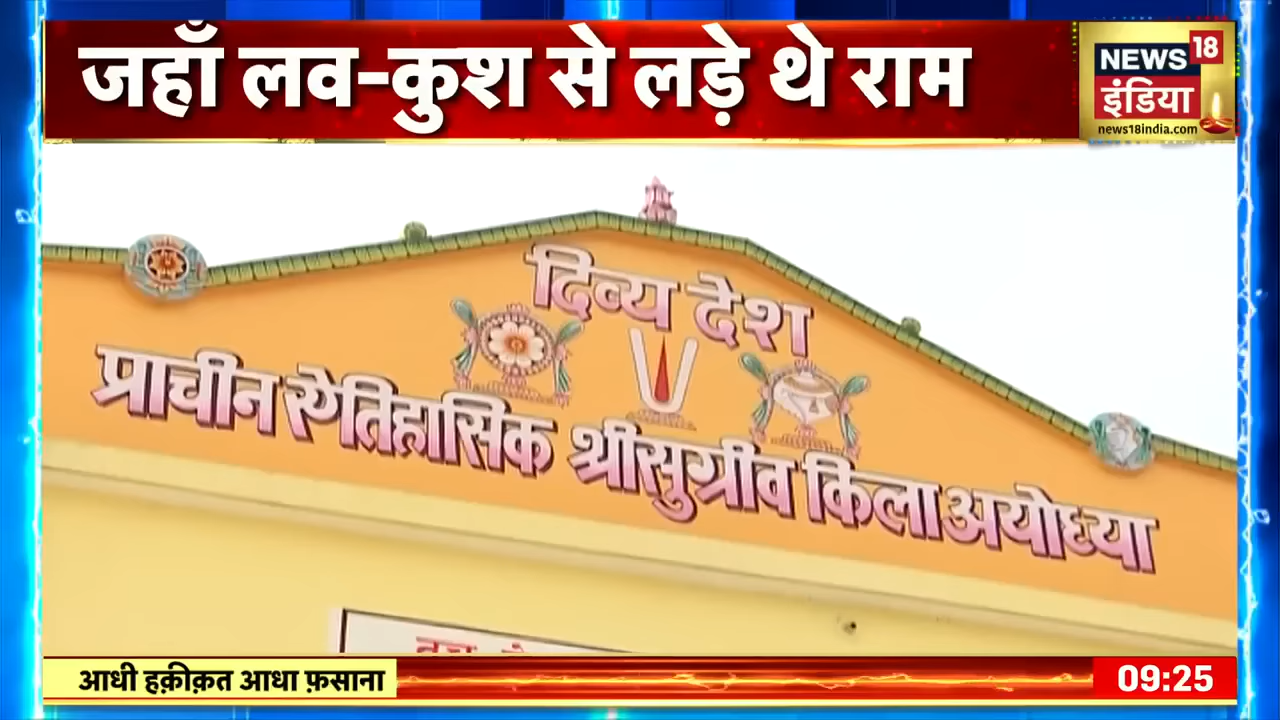 जहाँ लव-कुश से लड़े थे राम
NEWS 18
इंडिया
news18india.com
दिव्य देश
प्राचीन ऐतिहासिक श्रीसुग्रीव किला अयोध्या
आधी हक़ीक़त आधा फ़साना
09:25